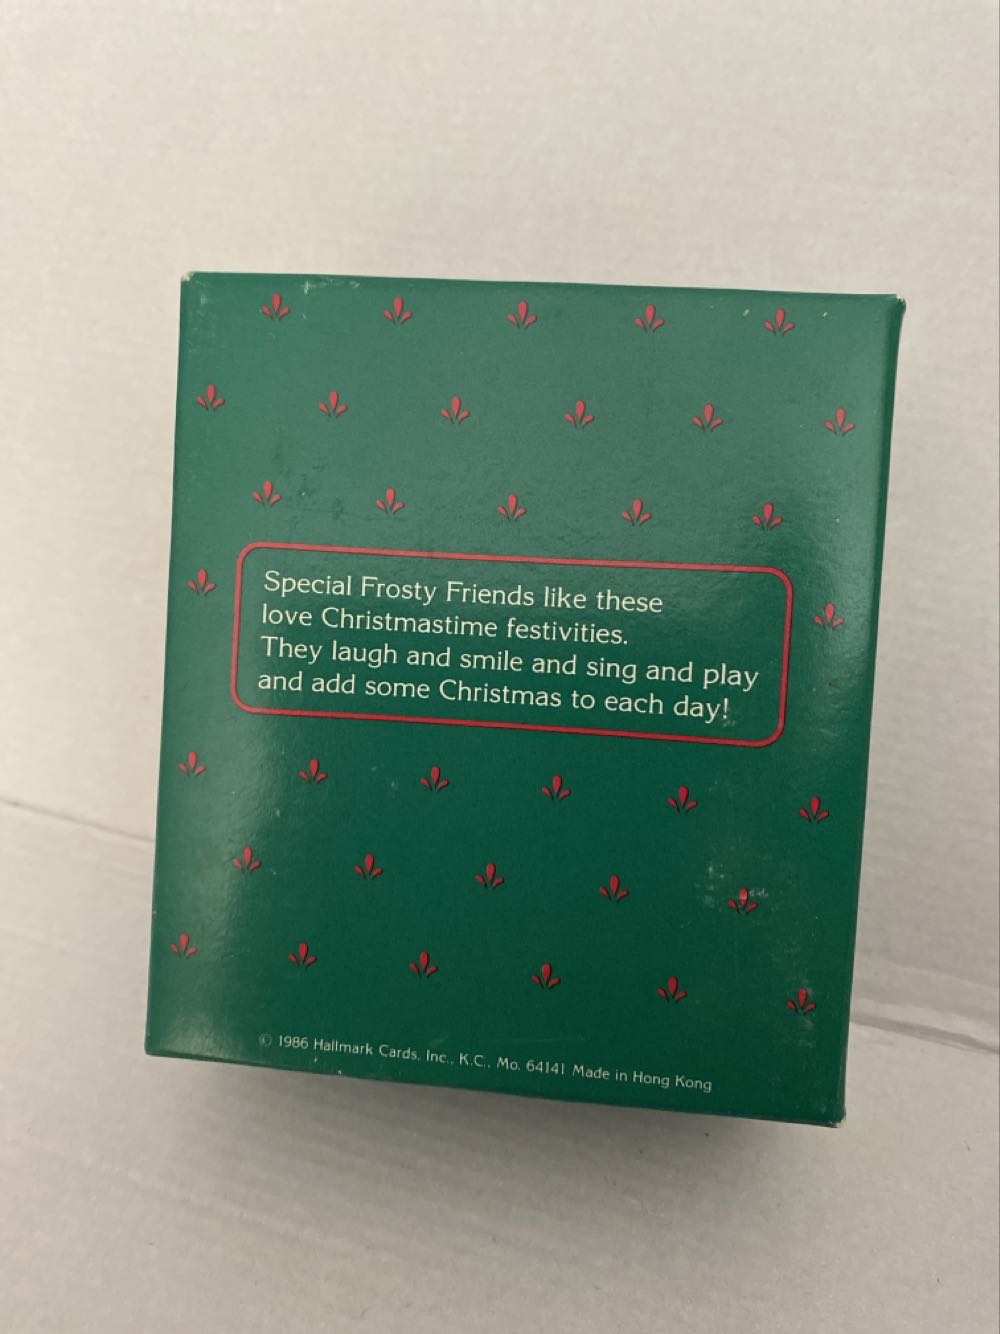 Special Frosty Friends like these
love Christmastime festivities.
They laugh and smile and sing and play
and add some Christmas to each day!
© 1986 Hallmark Cards, Inc., K.C., Mo. 64141 Made in Hong Kong